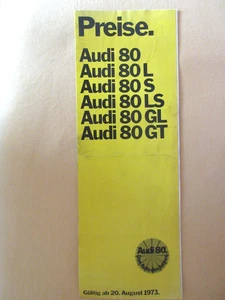 Preise.
Audi 80
Audi 80 L
Audi 80 S
Audi 80 LS
Audi 80 GL
Audi 80 GT
Audi 80.
Gültig ab 20. August 1973.